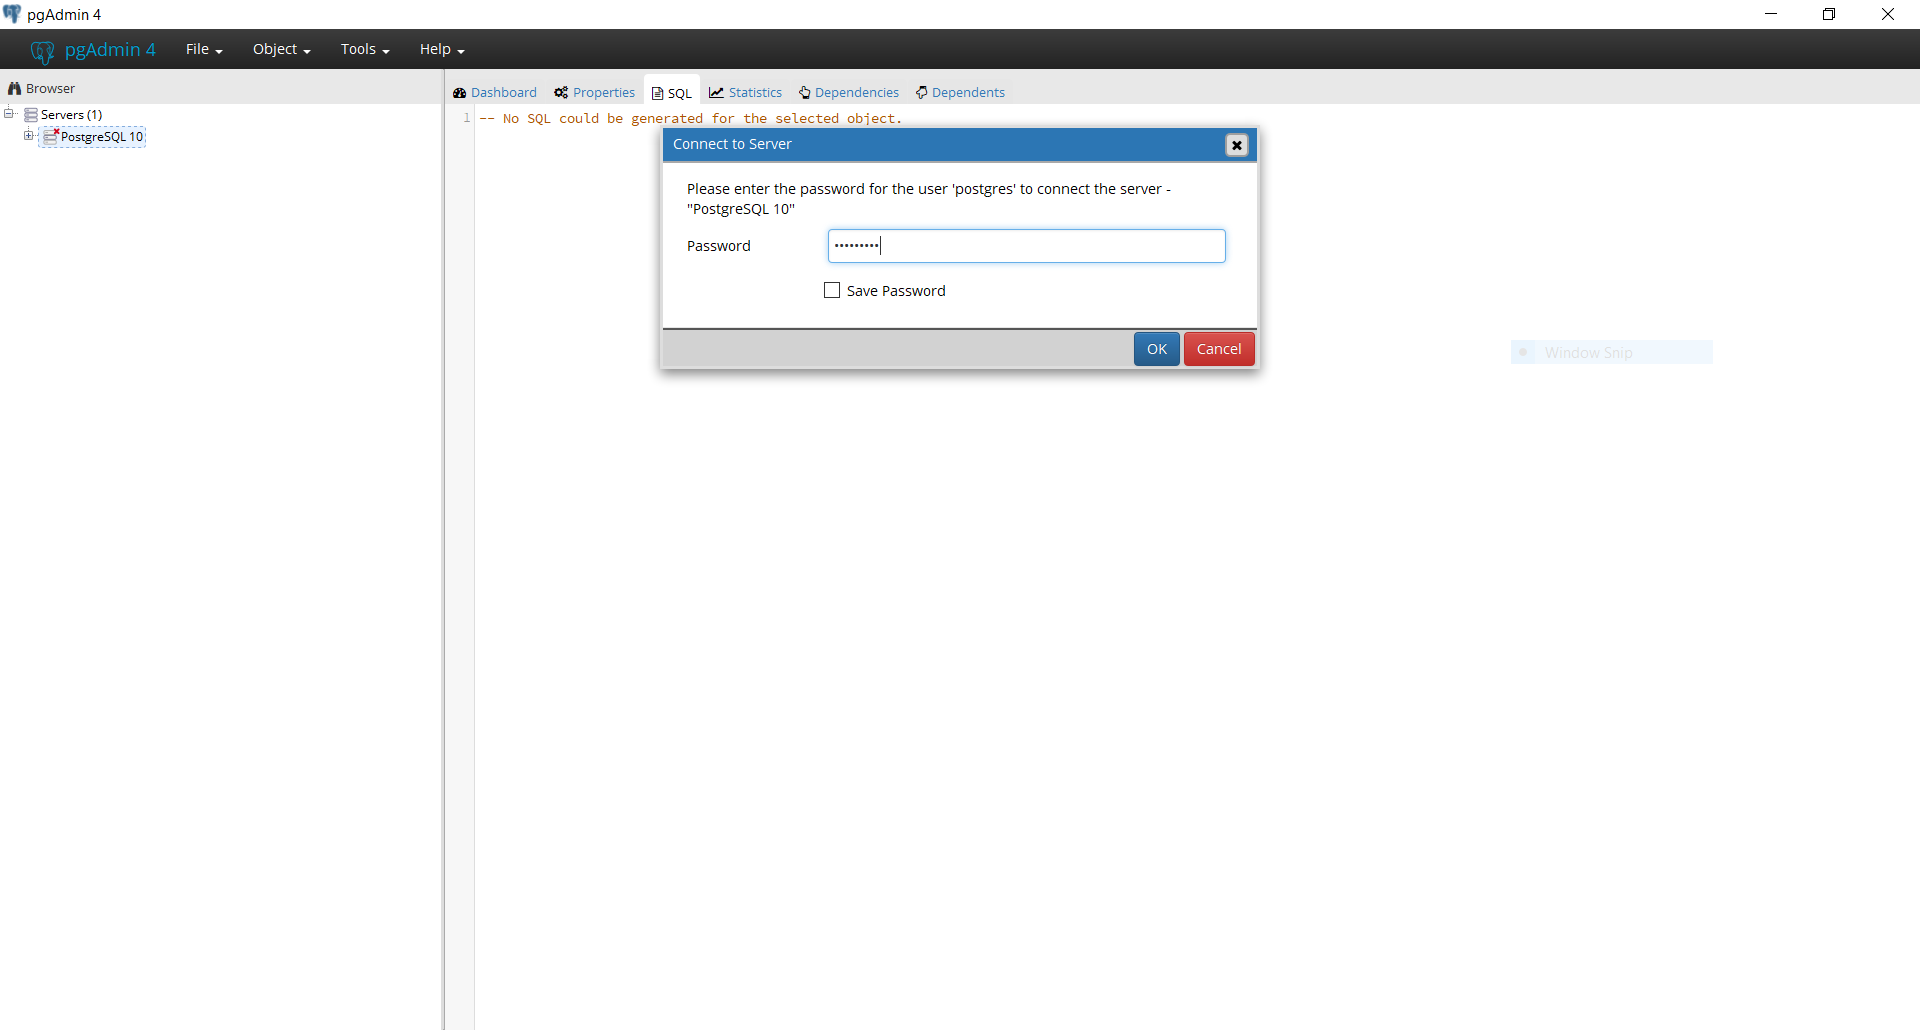 pgAdmin 4
pgAdmin 4 File Object Tools Help
Browser
Dashboard Properties SQL Statistics Dependencies Dependents
Servers (1)
PostgreSQL 10
1 -- No SQL could be generated for the selected object.
Connect to Server
Please enter the password for the user 'postgres' to connect the server -
"PostgreSQL 10"
Password •••••••••
Save Password
OK Cancel
Window Snip